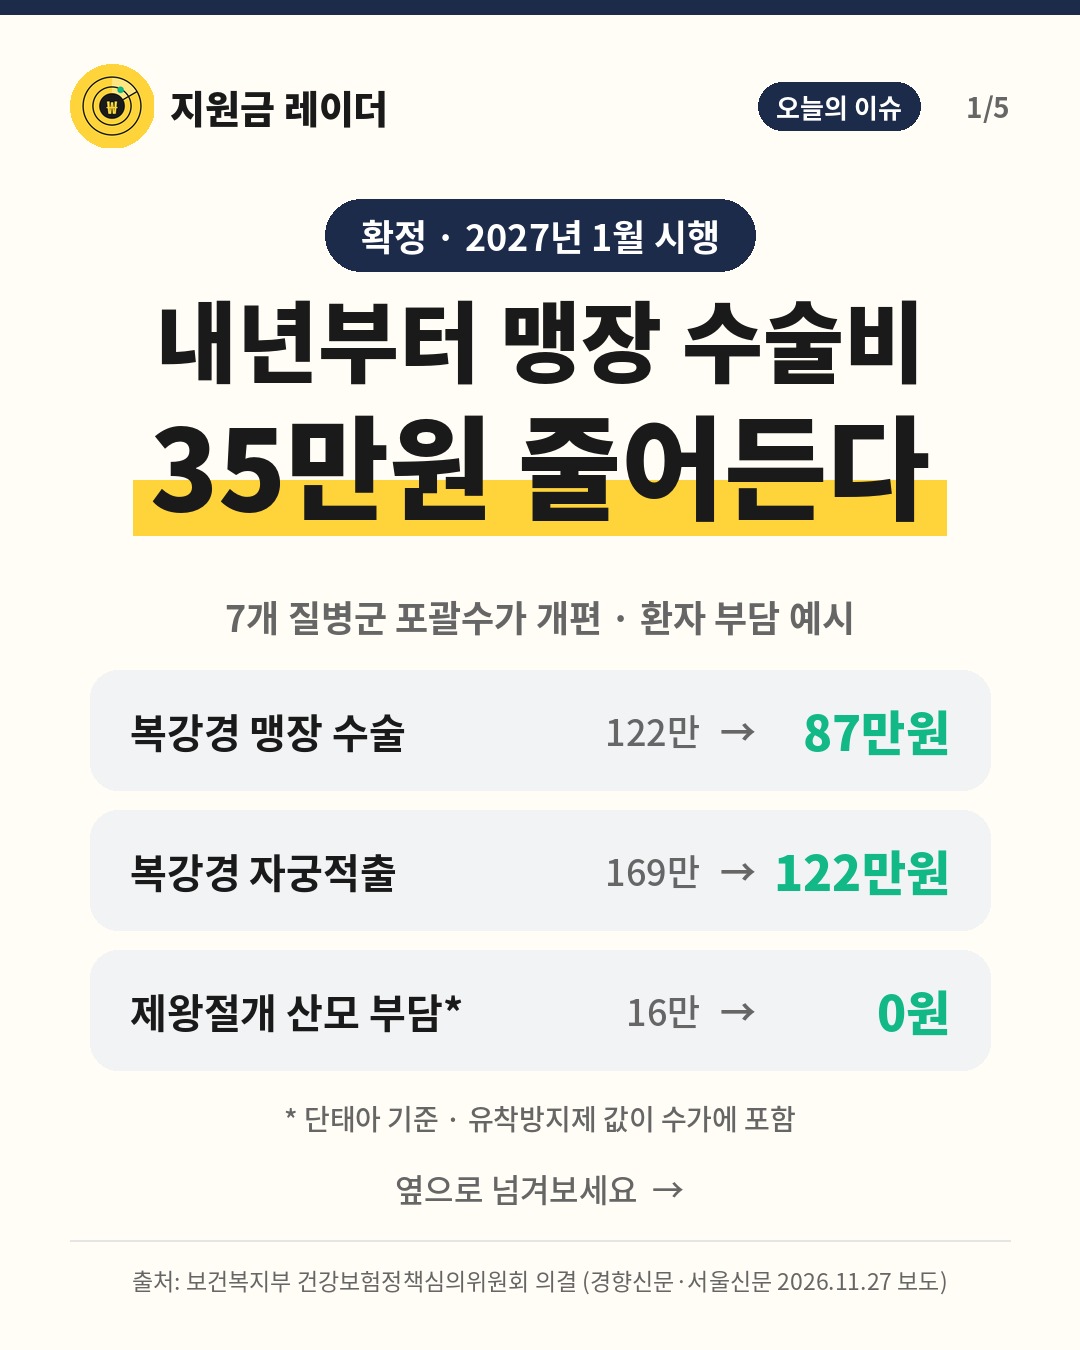 ₩ 지원금 레이더 오늘의 이슈 1/5
확정 · 2027년 1월 시행
내년부터 맹장 수술비
35만원 줄어든다
7개 질병군 포괄수가 개편 · 환자 부담 예시
복강경 맹장 수술 122만 → 87만원
복강경 자궁적출 169만 → 122만원
제왕절개 산모 부담* 16만 → 0원
* 단태아 기준 · 유착방지제 값이 수가에 포함
옆으로 넘겨보세요 →
출처: 보건복지부 건강보험정책심의위원회 의결 (경향신문·서울신문 2026.11.27 보도)